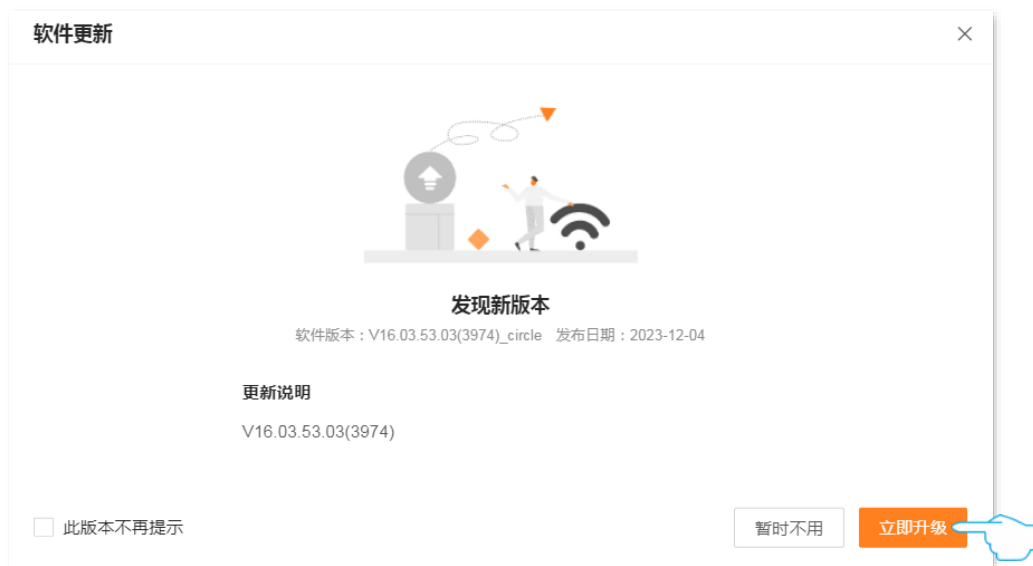 软件更新
发现新版本
软件版本：V16.03.53.03(3974)_circle 发布日期：2023-12-04
更新说明
V16.03.53.03(3974)
此版本不再提示
暂时不用
立即升级